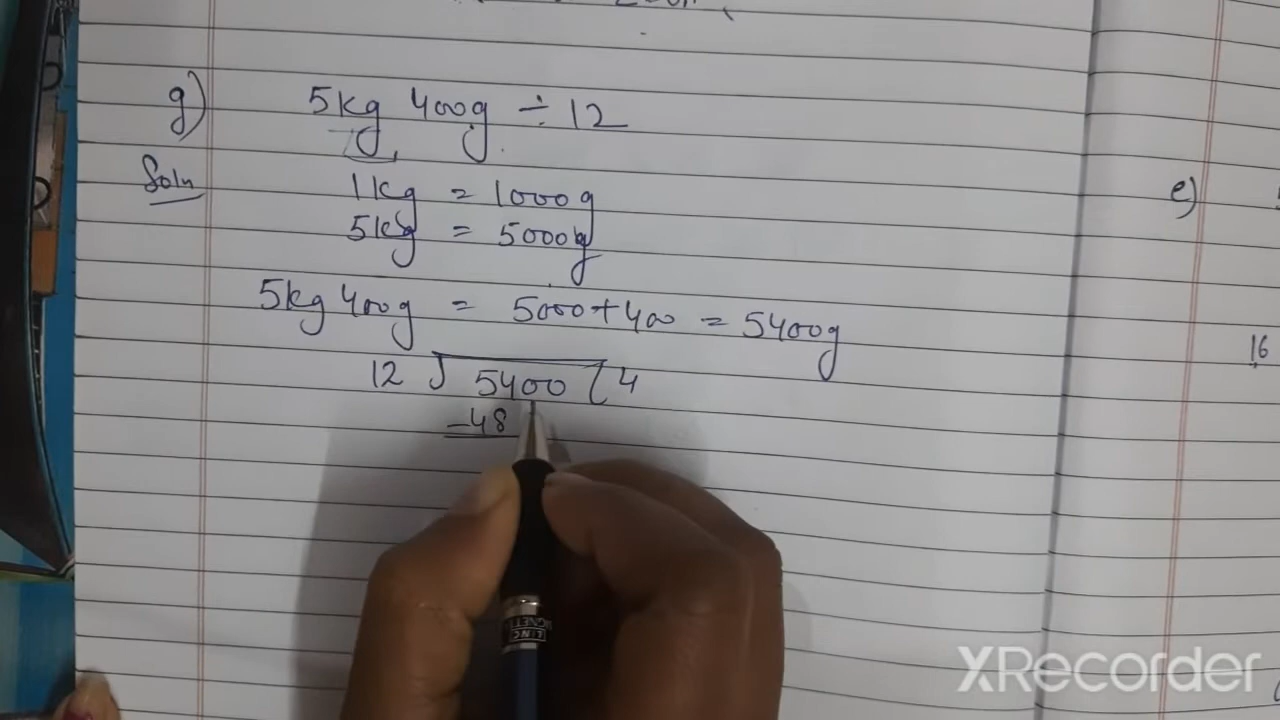 g) 5kg 400g ÷ 12
Soln 1kg = 1000g
5kg = 5000g
5kg 400g = 5000+400 = 5400g
12 5400 4
-48
e)
16
LINC
XRecorder